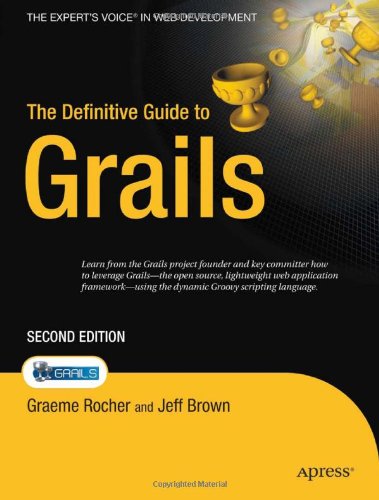 THE EXPERT'S VOICE® IN WEB DEVELOPMENT
The Definitive Guide to
Grails
Learn from the Grails project founder and key committer how
to leverage Grails—the open source, lightweight web application
framework—using the dynamic Groovy scripting language.
SECOND EDITION
GRAILS
Graeme Rocher and Jeff Brown
Apress®
Copyrighted Material